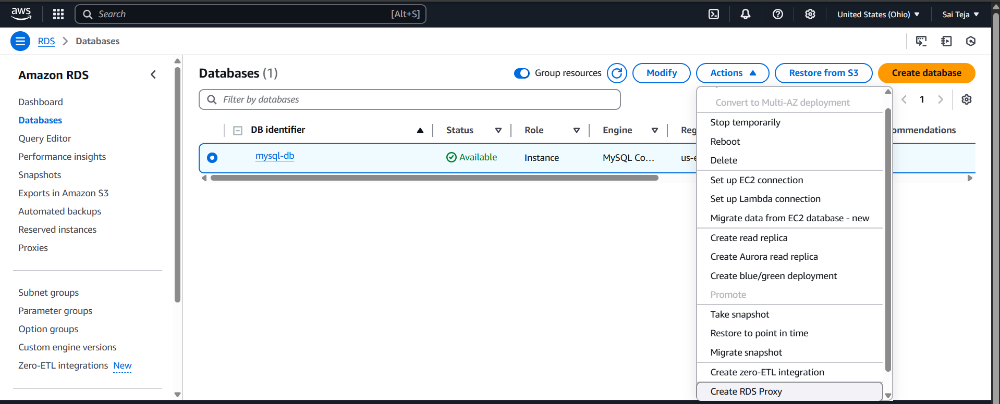 aws
Search [Alt+S]
United States (Ohio)
Sai Teja
RDS
Databases
Amazon RDS
Dashboard
Databases
Query Editor
Performance insights
Snapshots
Exports in Amazon S3
Automated backups
Reserved instances
Proxies
Subnet groups
Parameter groups
Option groups
Custom engine versions
Zero-ETL integrations New
Databases (1)
Group resources
Modify
Actions
Restore from S3
Create database
Filter by databases
1
DB identifier Status Role Engine Reg ommendations
mysql-db Available Instance MySQL Co... us-e
Convert to Multi-AZ deployment
Stop temporarily
Reboot
Delete
Set up EC2 connection
Set up Lambda connection
Migrate data from EC2 database - new
Create read replica
Create Aurora read replica
Create blue/green deployment
Promote
Take snapshot
Restore to point in time
Migrate snapshot
Create zero-ETL integration
Create RDS Proxy